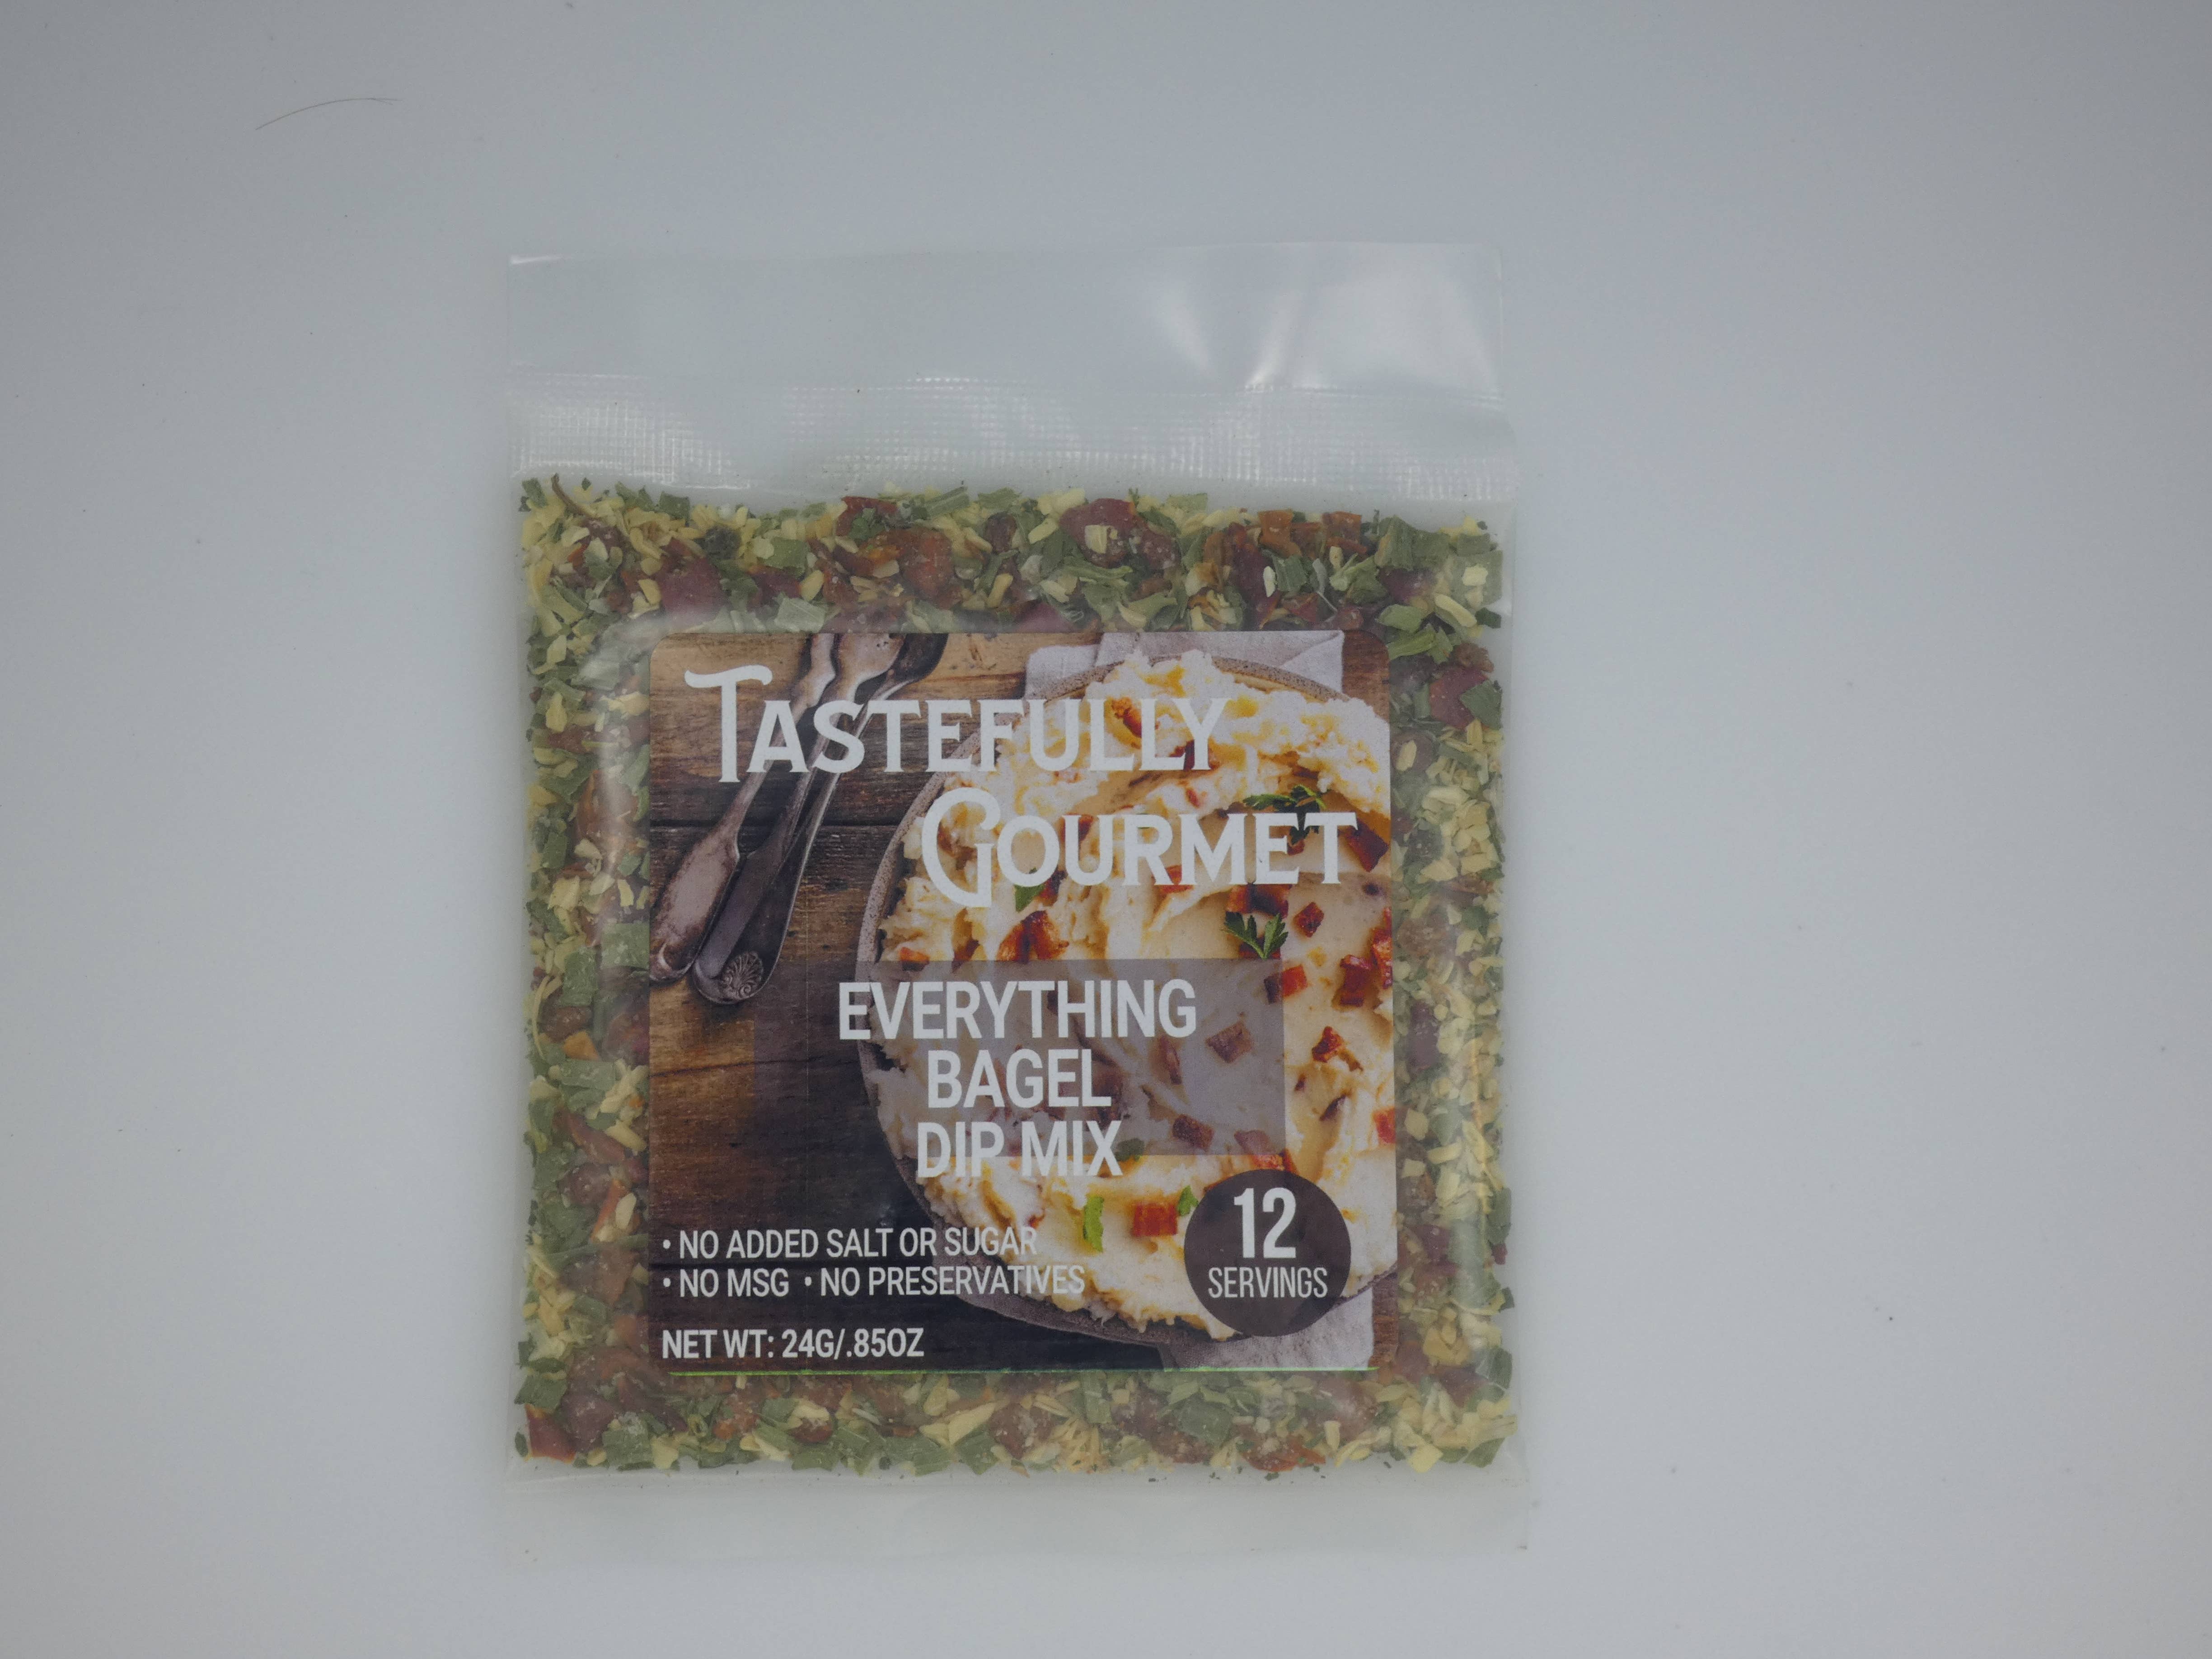 TASTEFULLY
GOURMET
EVERYTHING
BAGEL
DIP MIX
• NO ADDED SALT OR SUGAR
• NO MSG • NO PRESERVATIVES
NET WT: 24G/.85OZ
12
SERVINGS